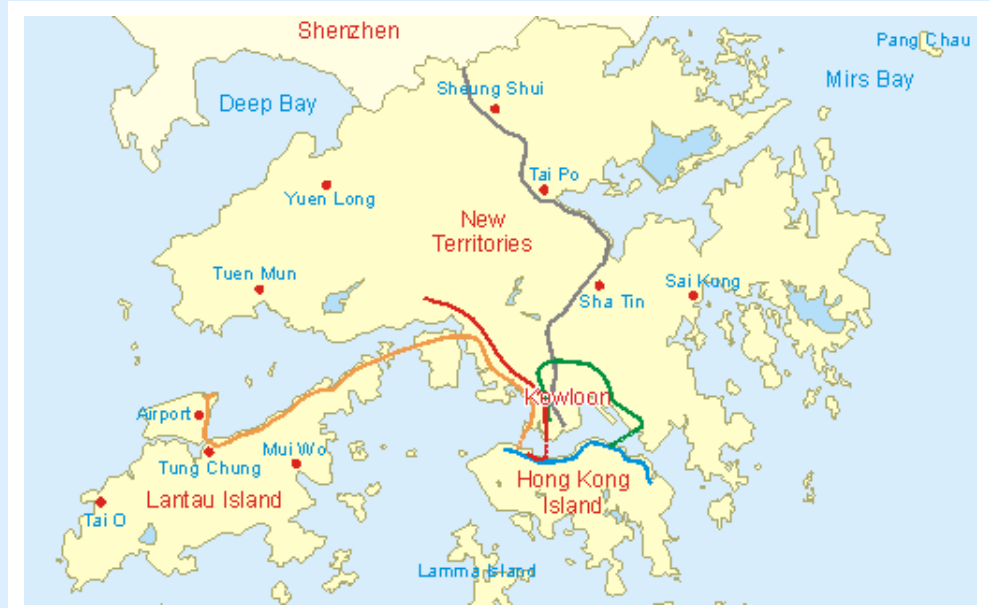 Shenzhen
Pang Chau
Mirs Bay
Sheung Shui
Deep Bay
Tai Po
Yuen Long
New
Territories
Tuen Mun
Sai Kong
Sha Tin
Kowloon
Airport
Mui Wo
Tung Chung
Hong Kong
Island
Lantau Island
Tai O
Lamma Island